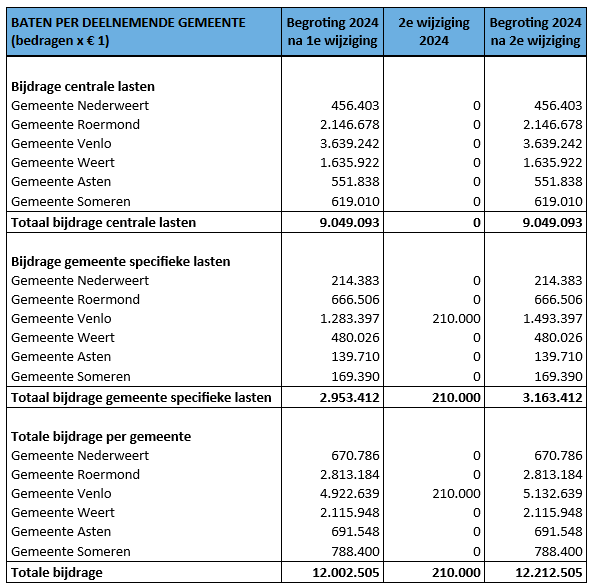 BATEN PER DEELNEMENDE GEMEENTE Begroting 2024 2e wijziging Begroting 2024
(bedragen x € 1) na 1e wijziging 2024 na 2e wijziging
Bijdrage centrale lasten
Gemeente Nederweert 456.403 0 456.403
Gemeente Roermond 2.146.678 0 2.146.678
Gemeente Venlo 3.639.242 0 3.639.242
Gemeente Weert 1.635.922 0 1.635.922
Gemeente Asten 551.838 0 551.838
Gemeente Someren 619.010 0 619.010
Totaal bijdrage centrale lasten 9.049.093 0 9.049.093
Bijdrage gemeente specifieke lasten
Gemeente Nederweert 214.383 0 214.383
Gemeente Roermond 666.506 0 666.506
Gemeente Venlo 1.283.397 210.000 1.493.397
Gemeente Weert 480.026 0 480.026
Gemeente Asten 139.710 0 139.710
Gemeente Someren 169.390 0 169.390
Totaal bijdrage gemeente specifieke lasten 2.953.412 210.000 3.163.412
Totale bijdrage per gemeente
Gemeente Nederweert 670.786 0 670.786
Gemeente Roermond 2.813.184 0 2.813.184
Gemeente Venlo 4.922.639 210.000 5.132.639
Gemeente Weert 2.115.948 0 2.115.948
Gemeente Asten 691.548 0 691.548
Gemeente Someren 788.400 0 788.400
Totale bijdrage 12.002.505 210.000 12.212.505